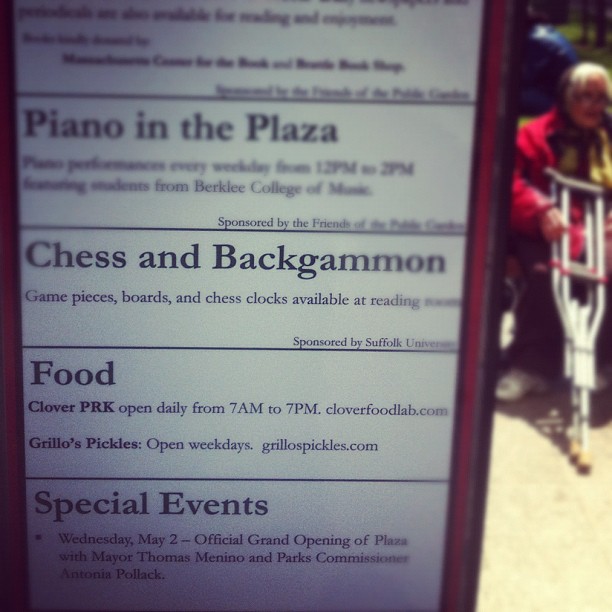 periodicals are also available for reading and enjoyment.
Books kindly donated by:
Massachusetts Center for the Book and Brattle Book Shop.
Sponsored by the Friends of the Public Garden
Piano in the Plaza
Piano performances every weekday from 12PM to 2PM
featuring students from Berklee College of Music.
Sponsored by the Friends of the Public Garden
Chess and Backgammon
Game pieces, boards, and chess clocks available at reading room
Sponsored by Suffolk University
Food
Clover PRK open daily from 7AM to 7PM. cloverfoodlab.com
Grillo's Pickles: Open weekdays. grillospickles.com
Special Events
Wednesday, May 2 – Official Grand Opening of Plaza
with Mayor Thomas Menino and Parks Commissioner
Antonia Pollack.